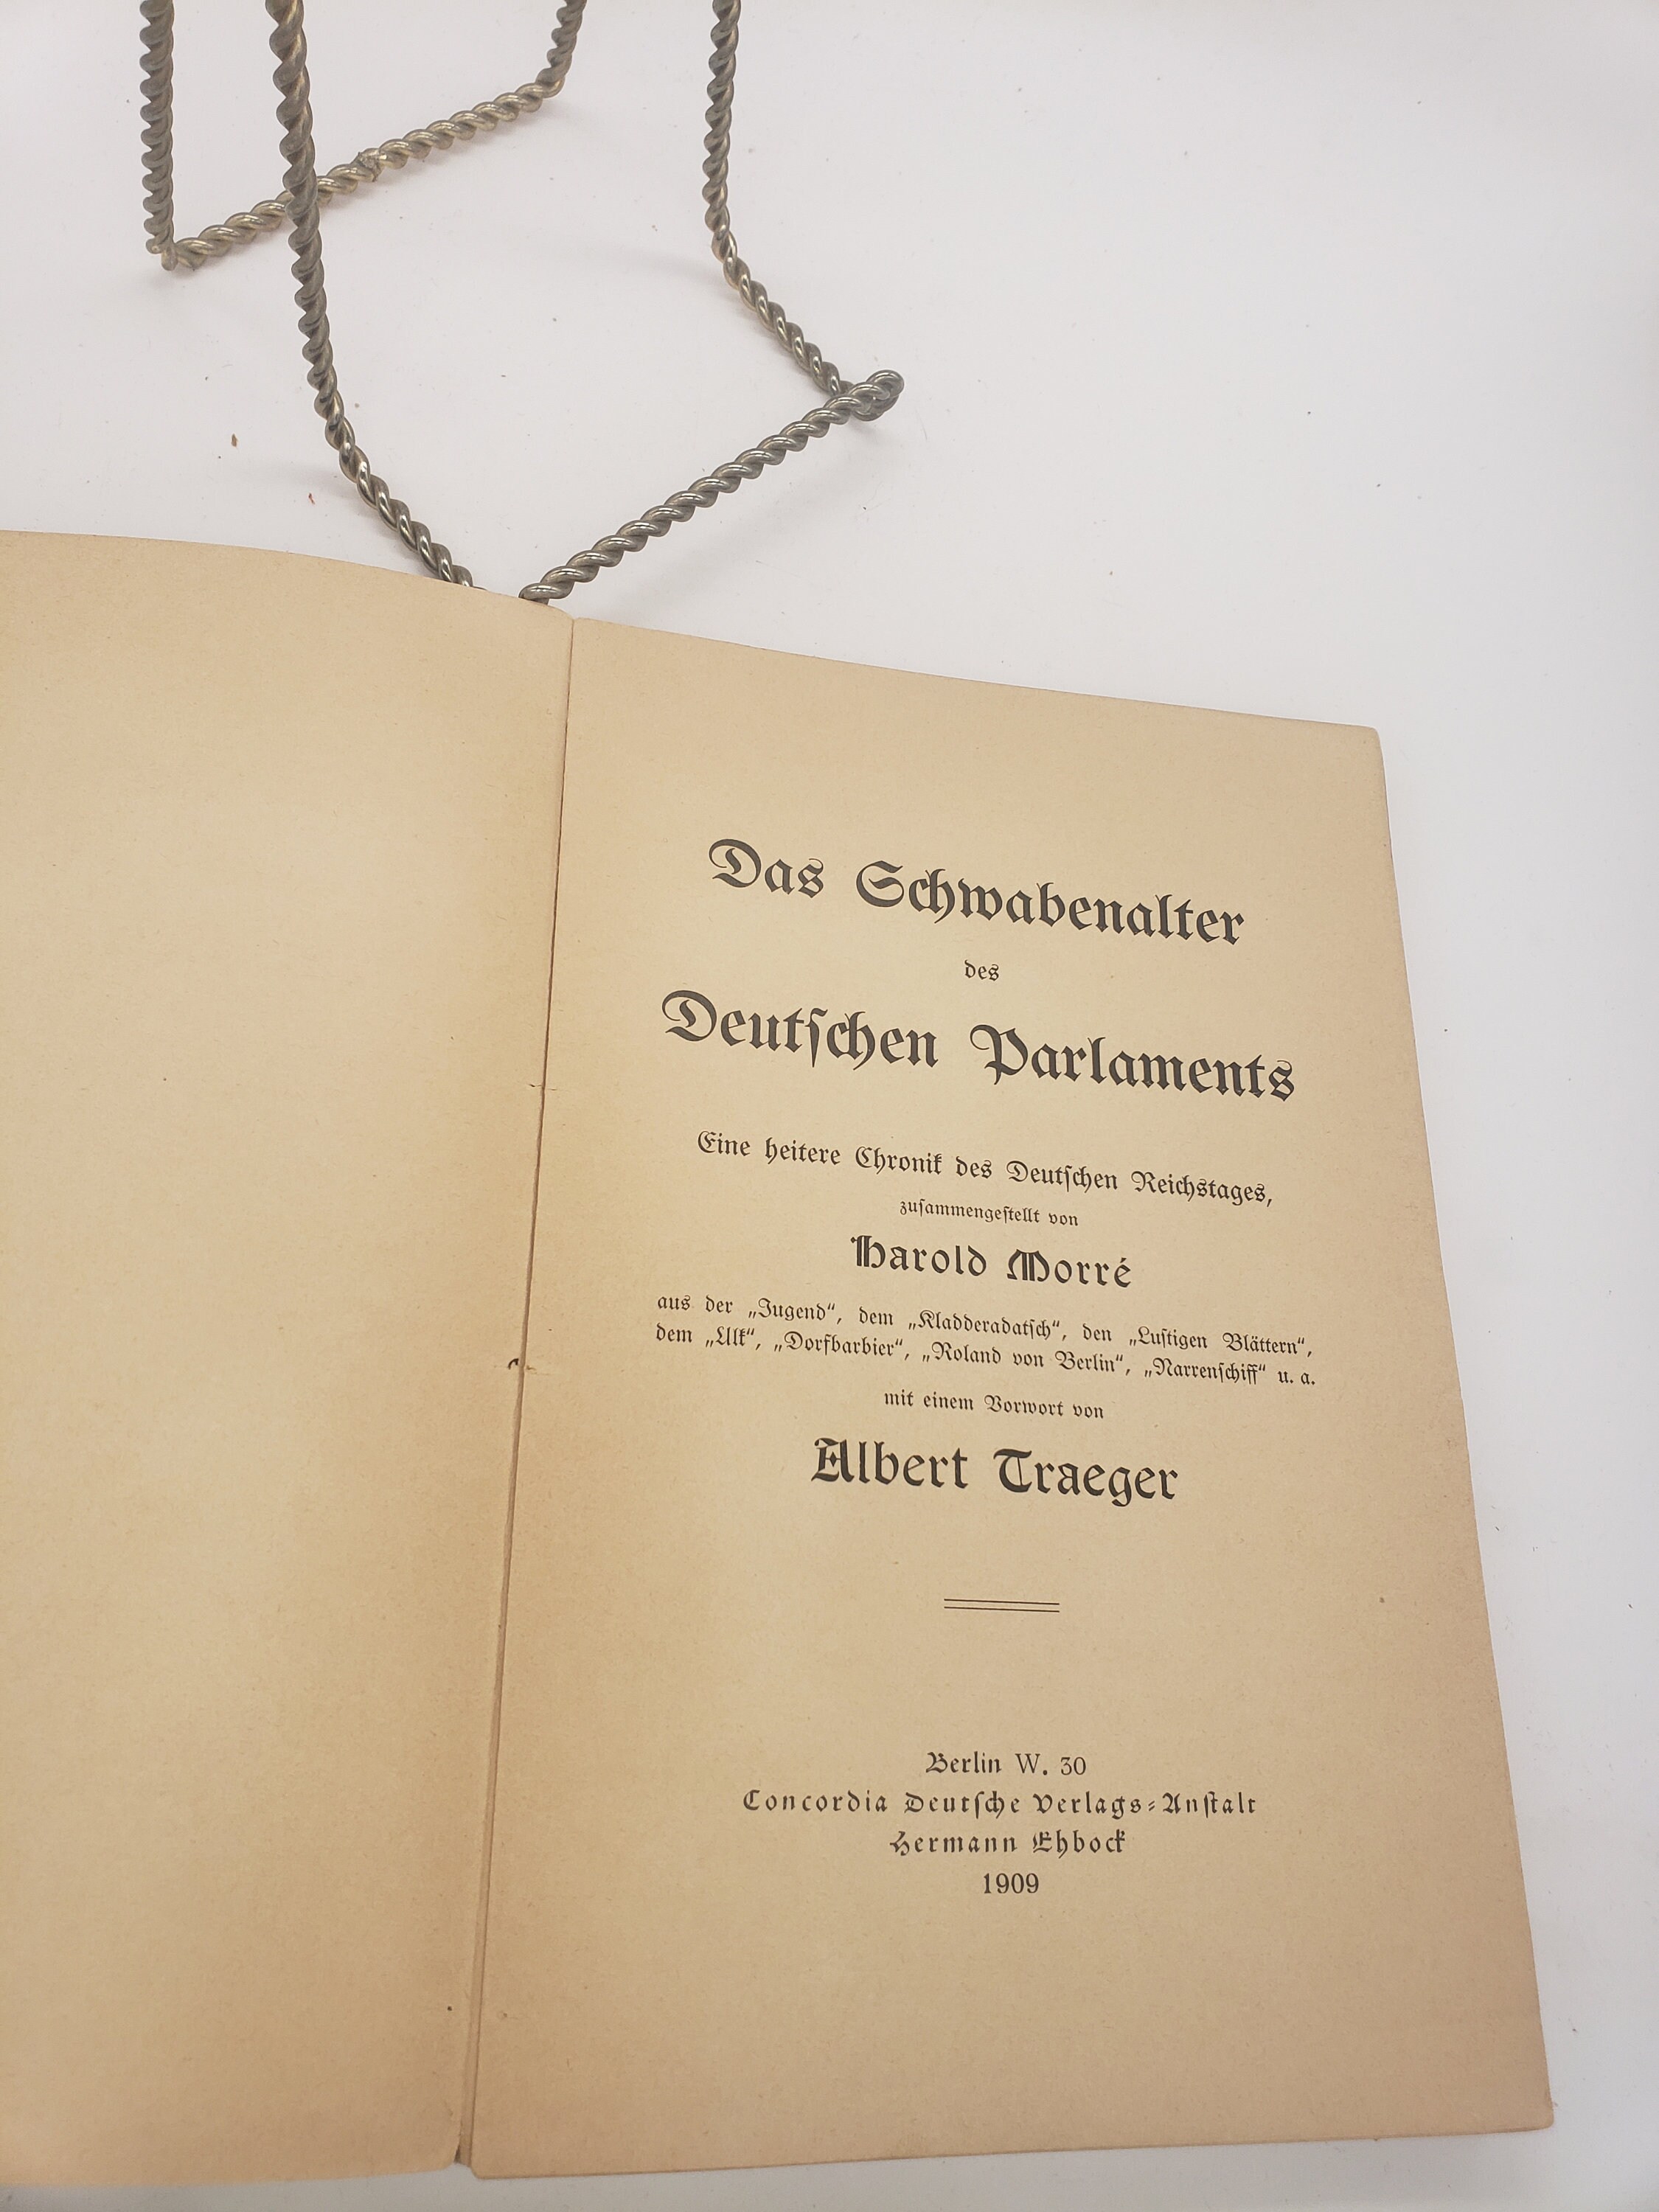 Das Schwabenalter
des
Deutſchen Parlaments
Eine heitere Chronik des Deutſchen Reichstages,
zuſammengeſtellt von
Harold Morré
aus der „Jugend“, dem „Kladderadatſch“, den „Luſtigen Blättern“,
dem „Ulk“, „Dorfbarbier“, „Roland von Berlin“, „Narrenſchiff“ u. a.
mit einem Vorwort von
Albert Traeger
Berlin W. 30
Concordia Deutſche Verlags-Anſtalt
Hermann Ehbock
1909